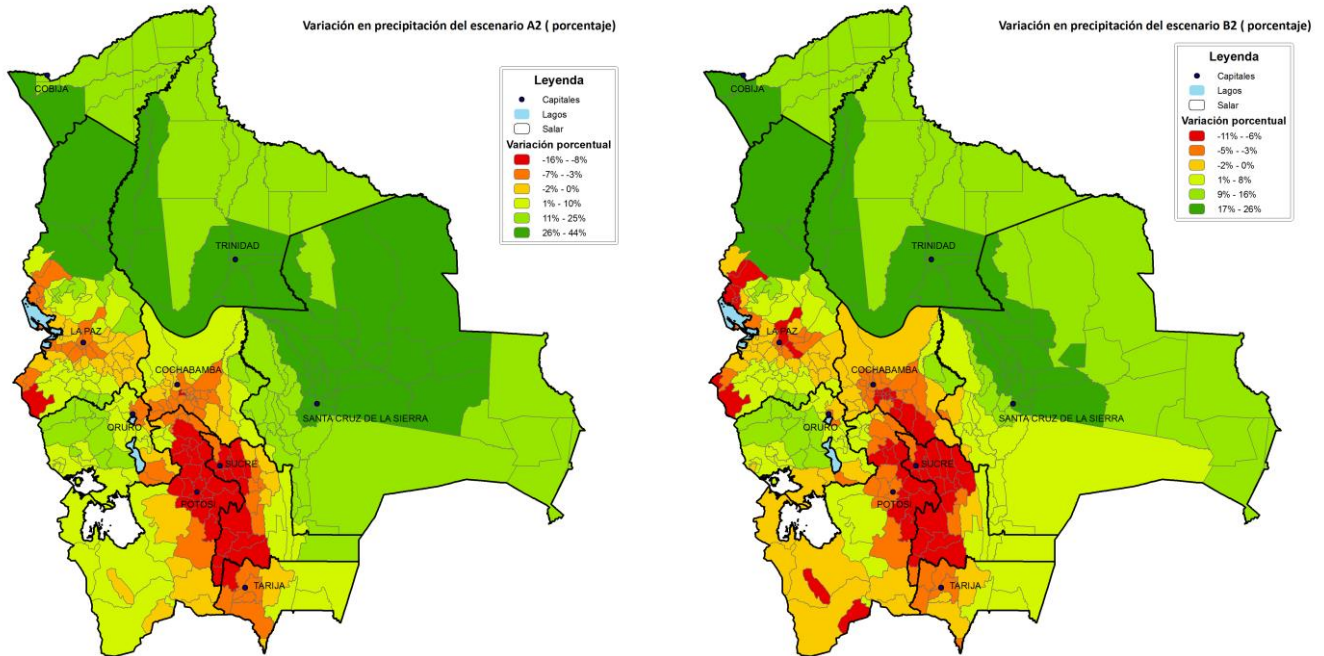 Variación en precipitación del escenario A2 ( porcentaje)
Leyenda
Capitales
Lagos
Salar
Variación porcentual
-16% - -8%
-7% - -3%
-2% - 0%
1% - 10%
11% - 25%
26% - 44%
COBIJA
TRINIDAD
LA PAZ
COCHABAMBA
SANTA CRUZ DE LA SIERRA
ORURO
SUCRE
POTOSI
TARIJA
Variación en precipitación del escenario B2 ( porcentaje)
Leyenda
Capitales
Lagos
Salar
Variación porcentual
-11% - -6%
-5% - -3%
-2% - 0%
1% - 8%
9% - 16%
17% - 26%
COBIJA
TRINIDAD
LA PAZ
COCHABAMBA
SANTA CRUZ DE LA SIERRA
ORURO
SUCRE
POTOSI
TARIJA